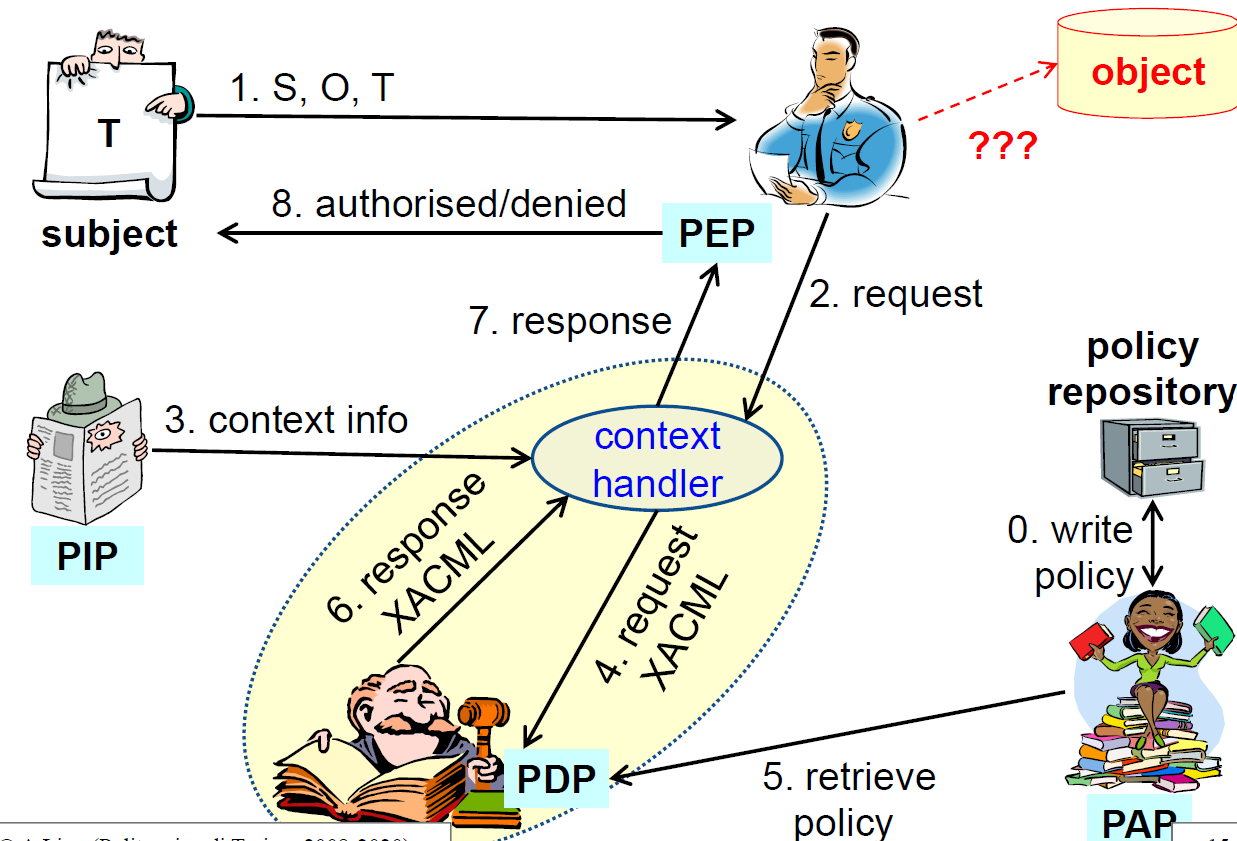 1. S, O, T
object
T
???
8. authorised/denied
subject
PEP
2. request
7. response
policy
repository
3. context info
context
handler
PIP
6. response
XACML
4. request
XACML
0. write
policy
PDP
5. retrieve
policy
PAP
15